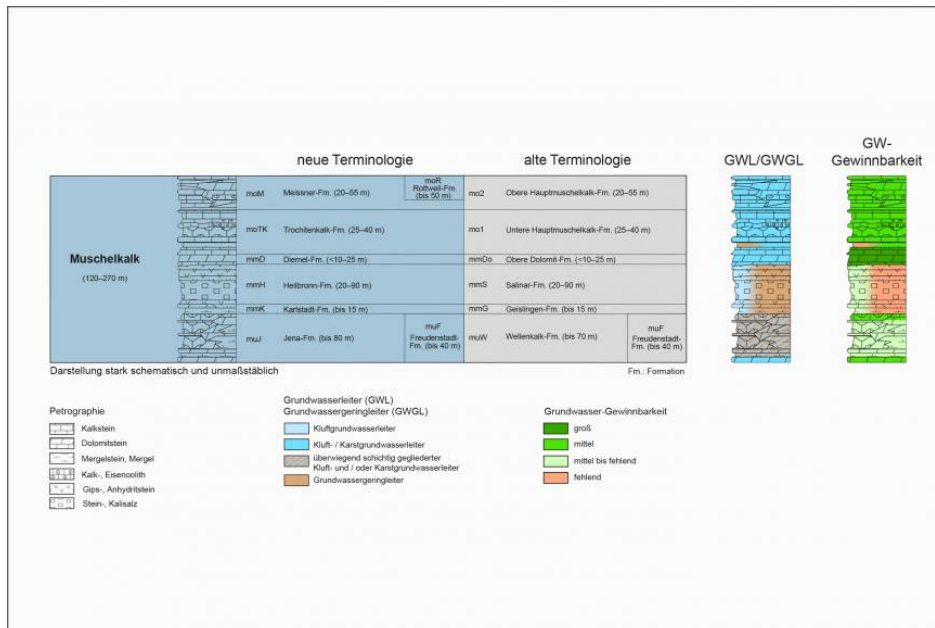 neue Terminologie
alte Terminologie
GWL/GWGL
GW-
Gewinnbarkeit
Muschelkalk
(120–270 m)
moM
Meissner-Fm. (20–55 m)
moR
Rottweil-Fm.
(bis 50 m)
mo2
Obere Hauptmuschelkalk-Fm. (20–55 m)
moTK
Trochitenkalk-Fm. (25–40 m)
mo1
Untere Hauptmuschelkalk-Fm. (25–40 m)
mmD
Diemel-Fm. (<10–25 m)
mmDo
Obere Dolomit-Fm. (<10–25 m)
mmH
Heilbronn-Fm. (20–90 m)
mmS
Salinar-Fm. (20–90 m)
mmK
Karlstadt-Fm. (bis 15 m)
mmG
Geislingen-Fm. (bis 15 m)
muJ
Jena-Fm. (bis 80 m)
muF
Freudenstadt-
Fm. (bis 40 m)
muW
Wellenkalk-Fm. (bis 70 m)
muF
Freudenstadt-
Fm. (bis 40 m)
Darstellung stark schematisch und unmaßstäblich
Fm.: Formation
Petrographie
Kalkstein
Dolomitstein
Mergelstein, Mergel
Kalk-, Eisenoolith
Gips-, Anhydritstein
Stein-, Kalisalz
Grundwasserleiter (GWL)
Grundwassergeringleiter (GWGL)
Kluftgrundwasserleiter
Kluft- / Karstgrundwasserleiter
überwiegend schichtig gegliederter
Kluft- und / oder Karstgrundwasserleiter
Grundwassergeringleiter
Grundwasser-Gewinnbarkeit
groß
mittel
mittel bis fehlend
fehlend